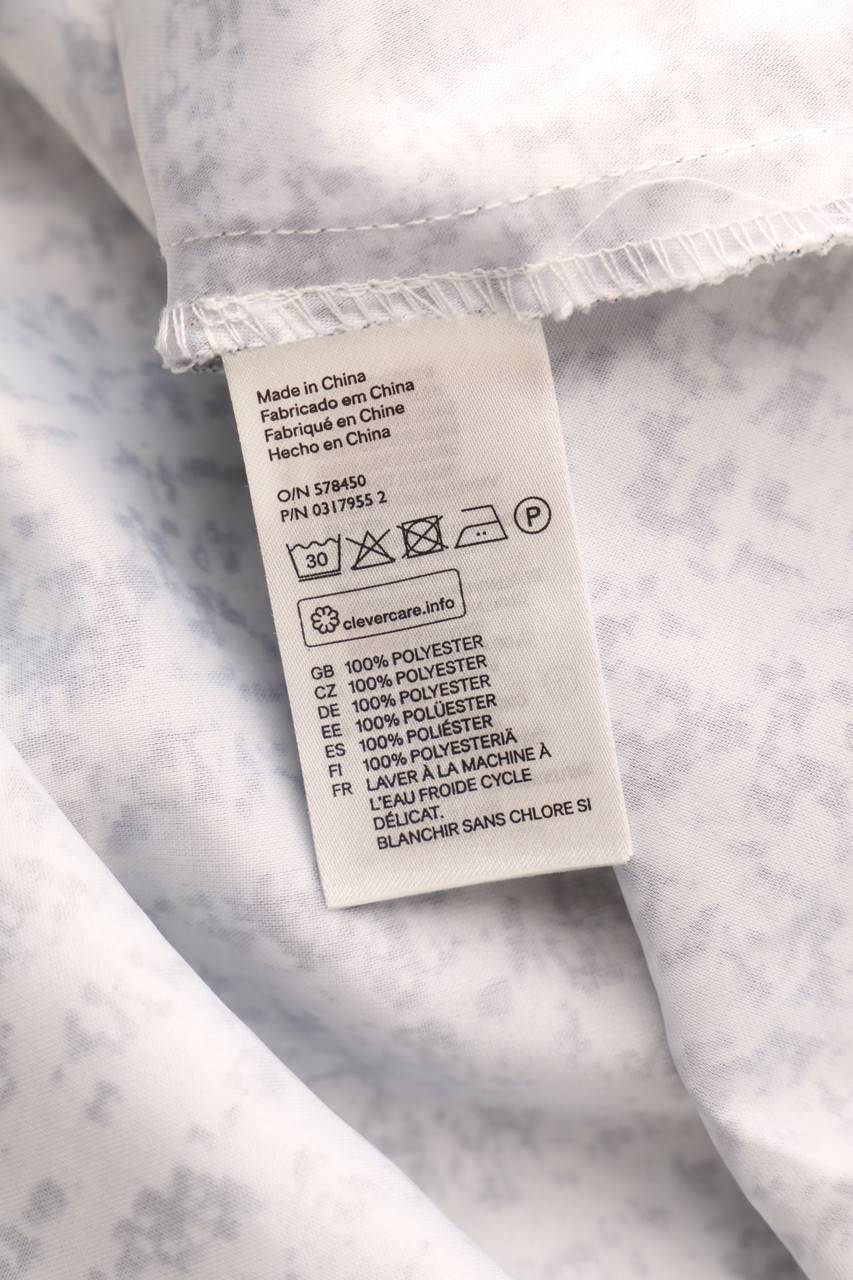 Made in China
Fabricado em China
Fabriqué en Chine
Hecho en China
O/N 578450
P/N 0317955 2
30 P
clevercare.info
GB 100% POLYESTER
CZ 100% POLYESTER
DE 100% POLYESTER
EE 100% POLÜESTER
ES 100% POLIÉSTER
FI 100% POLYESTERIÄ
FR LAVER À LA MACHINE À
L'EAU FROIDE CYCLE
DÉLICAT.
BLANCHIR SANS CHLORE SI